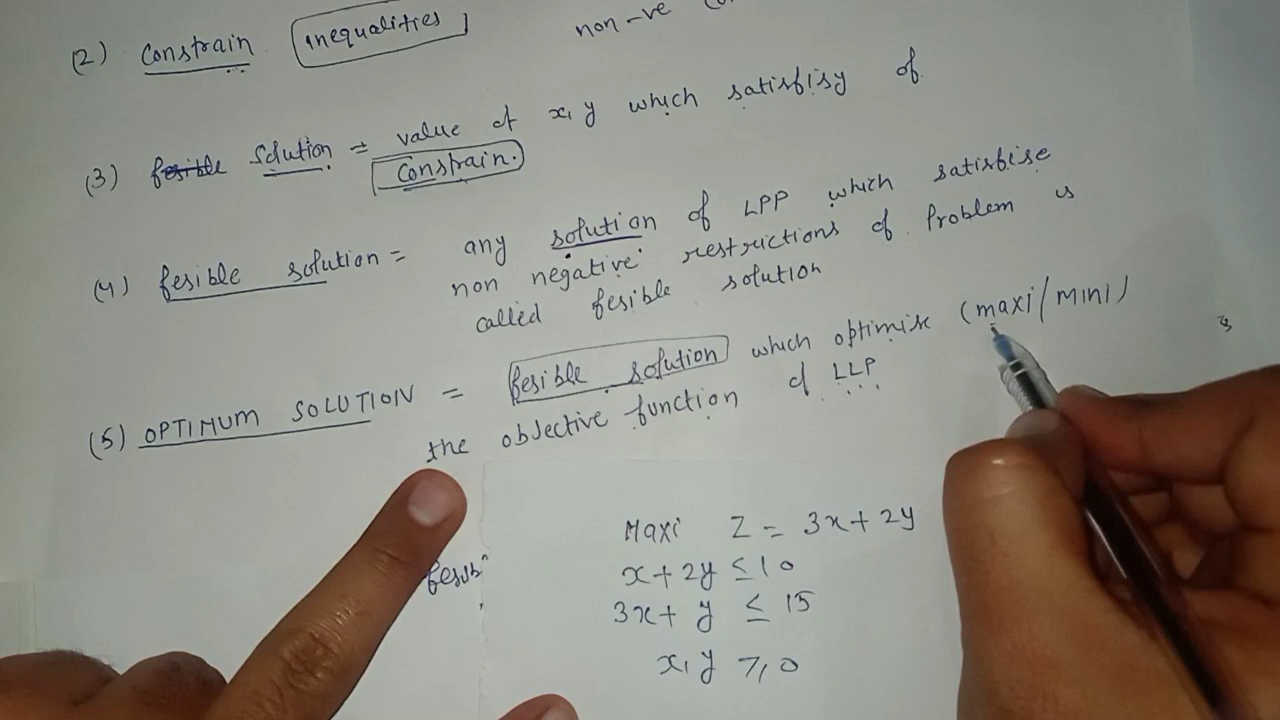 (2) Constrain inequalities non-ve
(3) fesible solution = value of x, y which satisfisy of
Constrain.
(4) fesible solution = any solution of LPP which satisfise
non negative restrictions of Problem is
called fesible solution
(5) OPTIMUM SOLUTION = fesible solution which optimise (maxi/mini)
the objective function of LLP
Maxi Z = 3x + 2y
x + 2y ≤ 10
3x + y ≤ 15
x, y ≥ 0